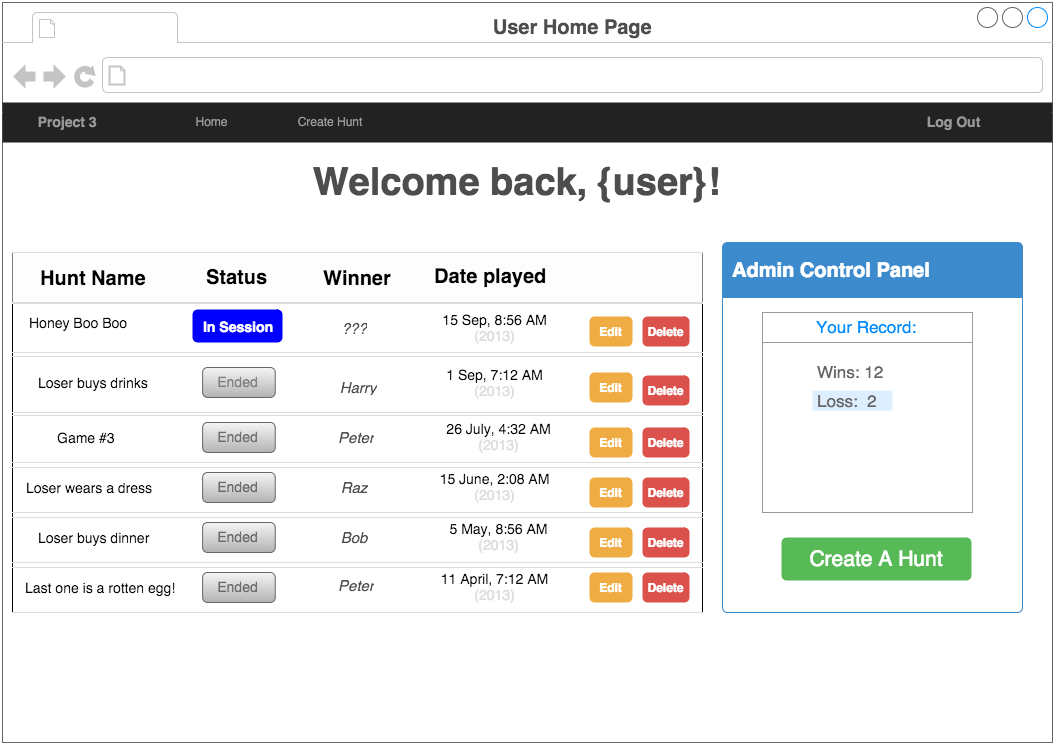 User Home Page
Project 3 Home Create Hunt Log Out
Welcome back, {user}!
Hunt Name Status Winner Date played
Honey Boo Boo In Session ??? 15 Sep, 8:56 AM Edit Delete
(2013)
Loser buys drinks Ended Harry 1 Sep, 7:12 AM Edit Delete
(2013)
Game #3 Ended Peter 26 July, 4:32 AM Edit Delete
(2013)
Loser wears a dress Ended Raz 15 June, 2:08 AM Edit Delete
(2013)
Loser buys dinner Ended Bob 5 May, 8:56 AM Edit Delete
(2013)
Last one is a rotten egg! Ended Peter 11 April, 7:12 AM Edit Delete
(2013)
Admin Control Panel
Your Record:
Wins: 12
Loss: 2
Create A Hunt